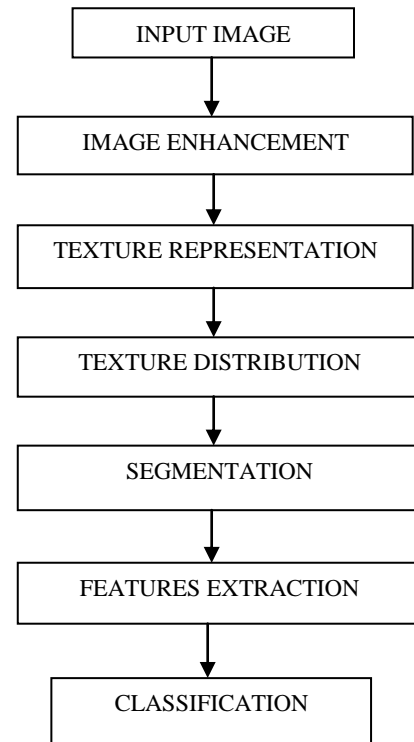 INPUT IMAGE
IMAGE ENHANCEMENT
TEXTURE REPRESENTATION
TEXTURE DISTRIBUTION
SEGMENTATION
FEATURES EXTRACTION
CLASSIFICATION